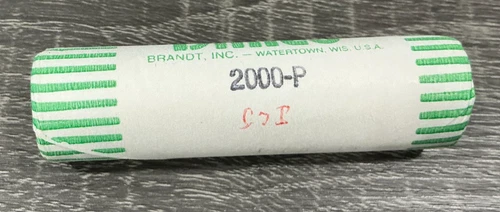 BRANDT, INC. — WATERTOWN, WIS. U.S.A.
2000-P